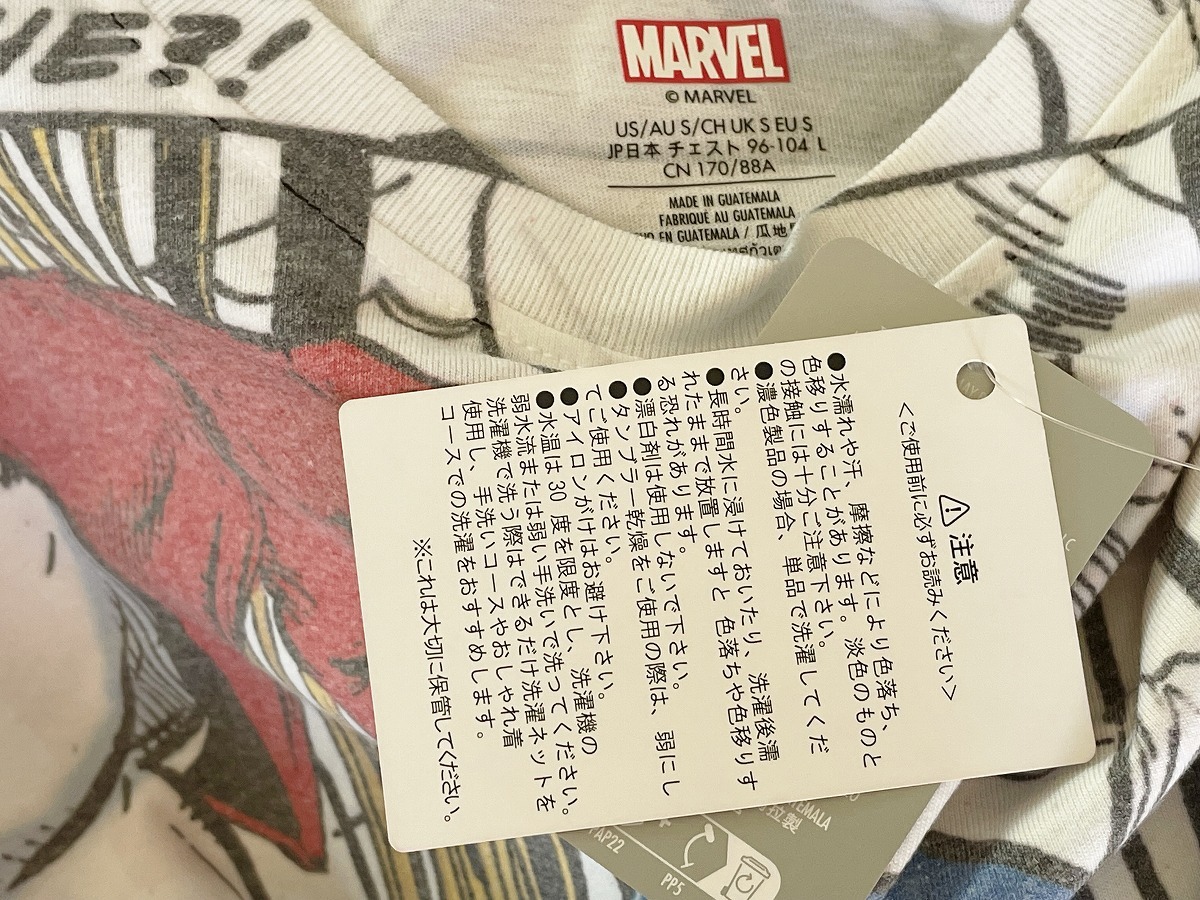 UE?!
MARVEL
© MARVEL
US/AU S/CH UK S EU S
JP日本 チェスト 96-104 L
CN 170/88A
MADE IN GUATEMALA
FABRIQUÉ AU GUATEMALA
EN GUATEMALA / 瓜地
⚠注意
<ご使用前に必ずお読みください>
●水濡れや汗、摩擦などにより色落ち、
色移りすることがあります。淡色のものと
の接触には十分ご注意下さい。
●濃色製品の場合、単品で洗濯してくだ
さい。
●長時間水に浸けておいたり、洗濯後濡
れたままで放置しますと 色落ちや色移りす
る恐れがあります。
●漂白剤は使用しないで下さい。
●タンブラー乾燥をご使用の際は、弱にし
てご使用ください。
●アイロンがけはお避け下さい。
●水温は 30 度を限度とし、洗濯機の
弱水流または弱い手洗いで洗ってください。
洗濯機で洗う際はできるだけ洗濯ネットを
使用し、手洗いコースやおしゃれ着
コースでの洗濯をおすすめします。
※これは大切に保管してください。
PAP22
PP5